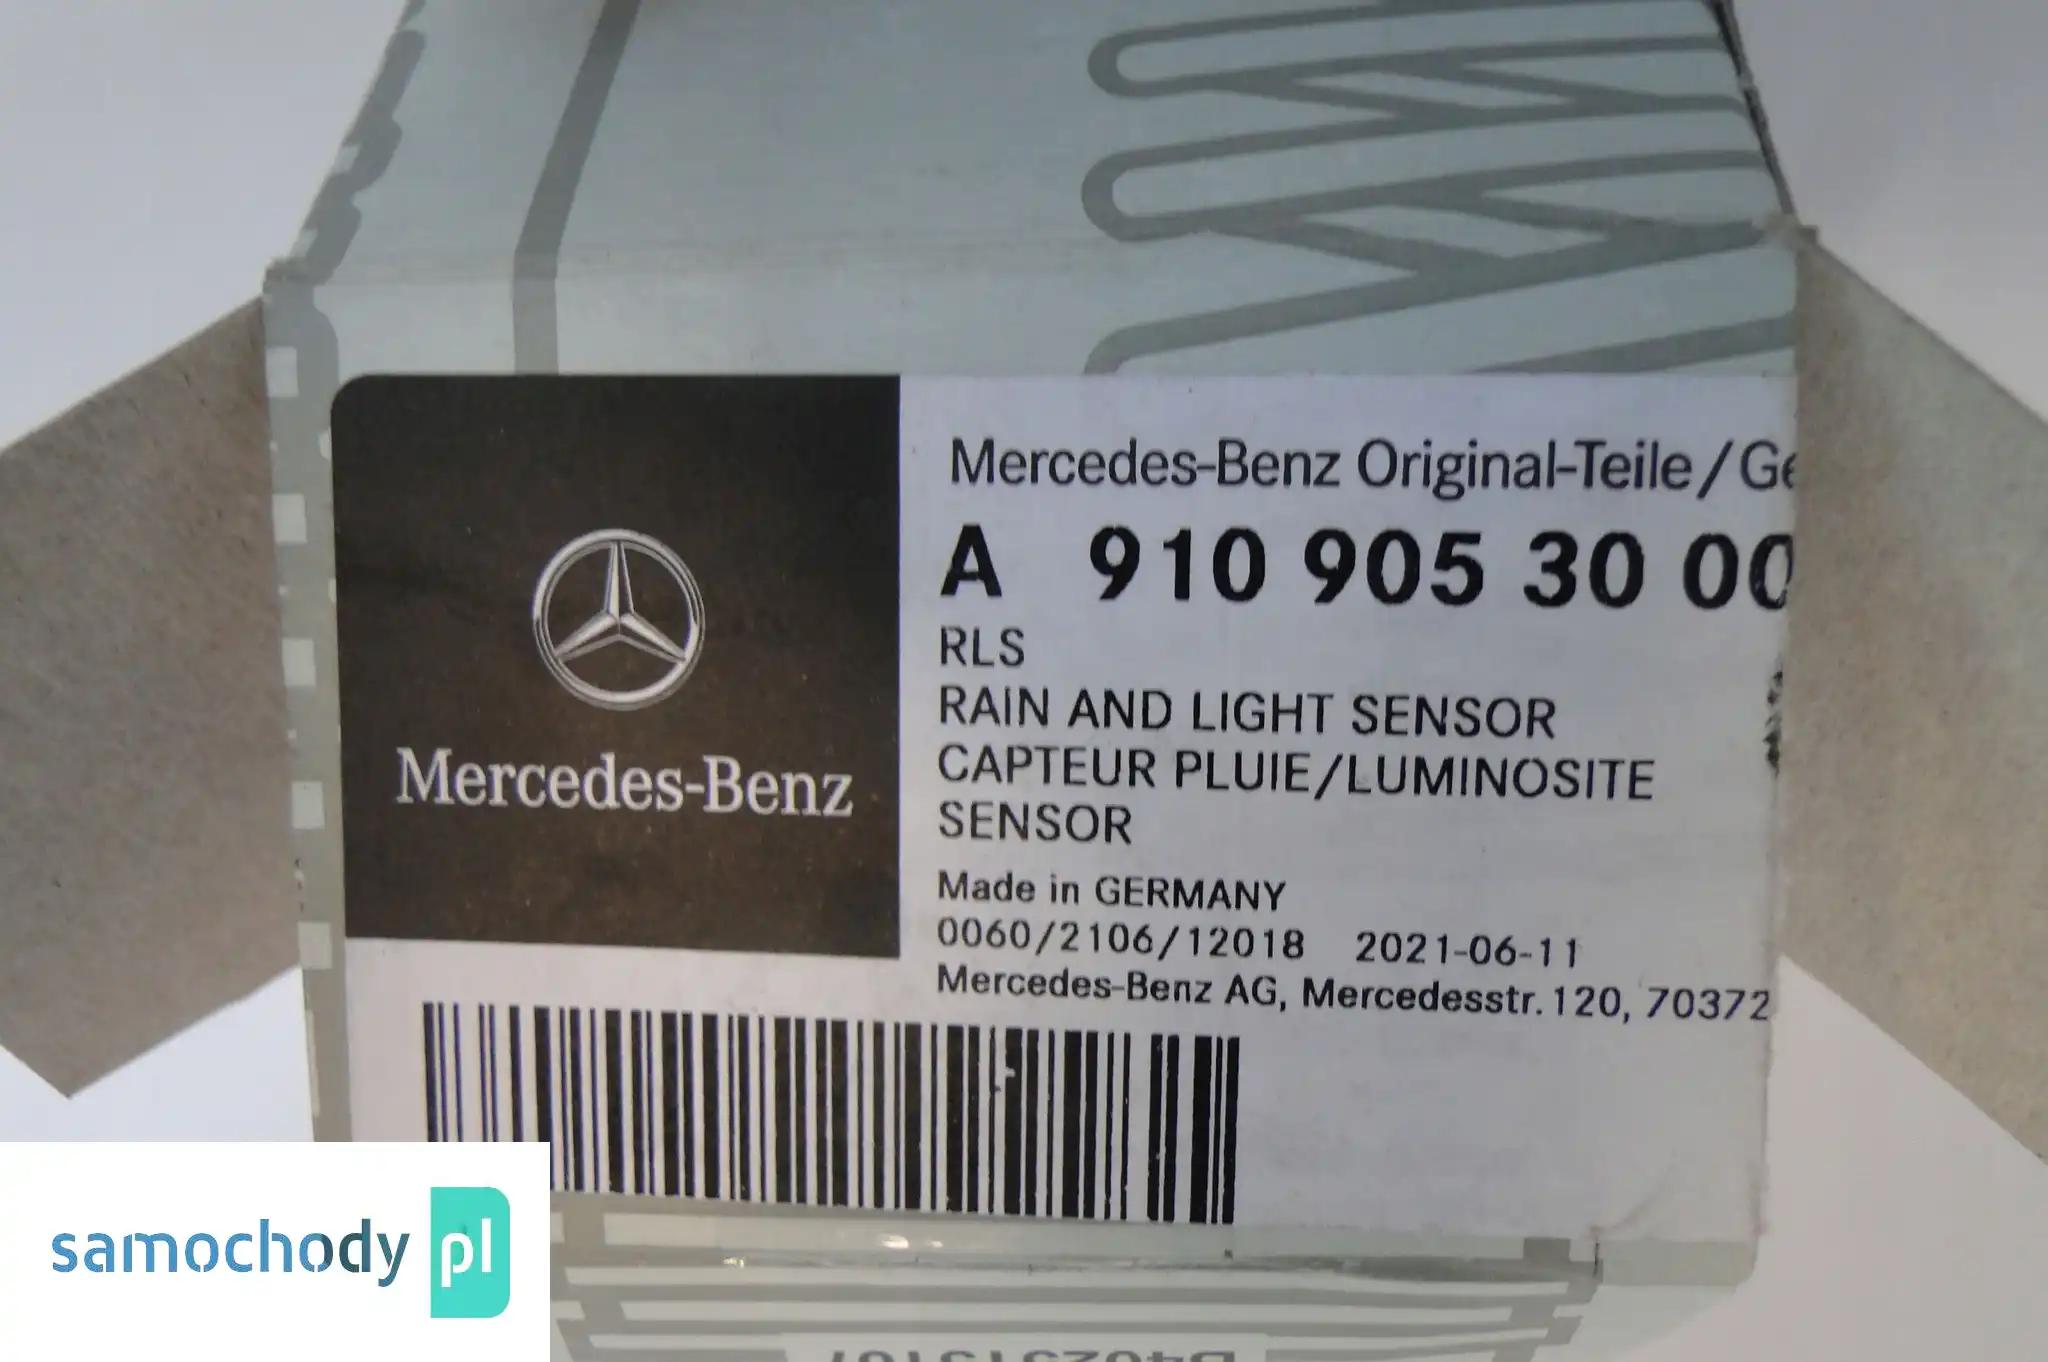 Mercedes-Benz
Mercedes-Benz Original-Teile/Ge
A 910 905 30 00
RLS
RAIN AND LIGHT SENSOR
CAPTEUR PLUIE/LUMINOSITE
SENSOR
Made in GERMANY
0060/2106/12018 2021-06-11
Mercedes-Benz AG, Mercedesstr. 120, 70372
samochody pl